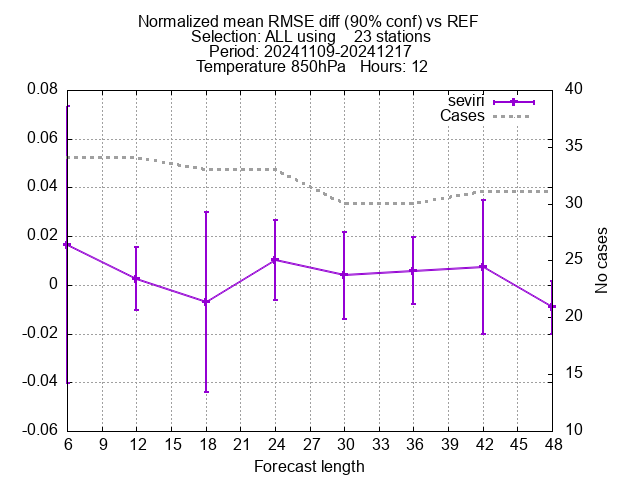 Normalized mean RMSE diff (90% conf) vs REF
Selection: ALL using    23 stations
Period: 20241109-20241217
Temperature 850hPa   Hours: 12
0.08
0.06
0.04
0.02
0
-0.02
-0.04
-0.06
seviri
Cases
40
35
30
25
20
15
10
No cases
6 9 12 15 18 21 24 27 30 33 36 39 42 45 48
Forecast length